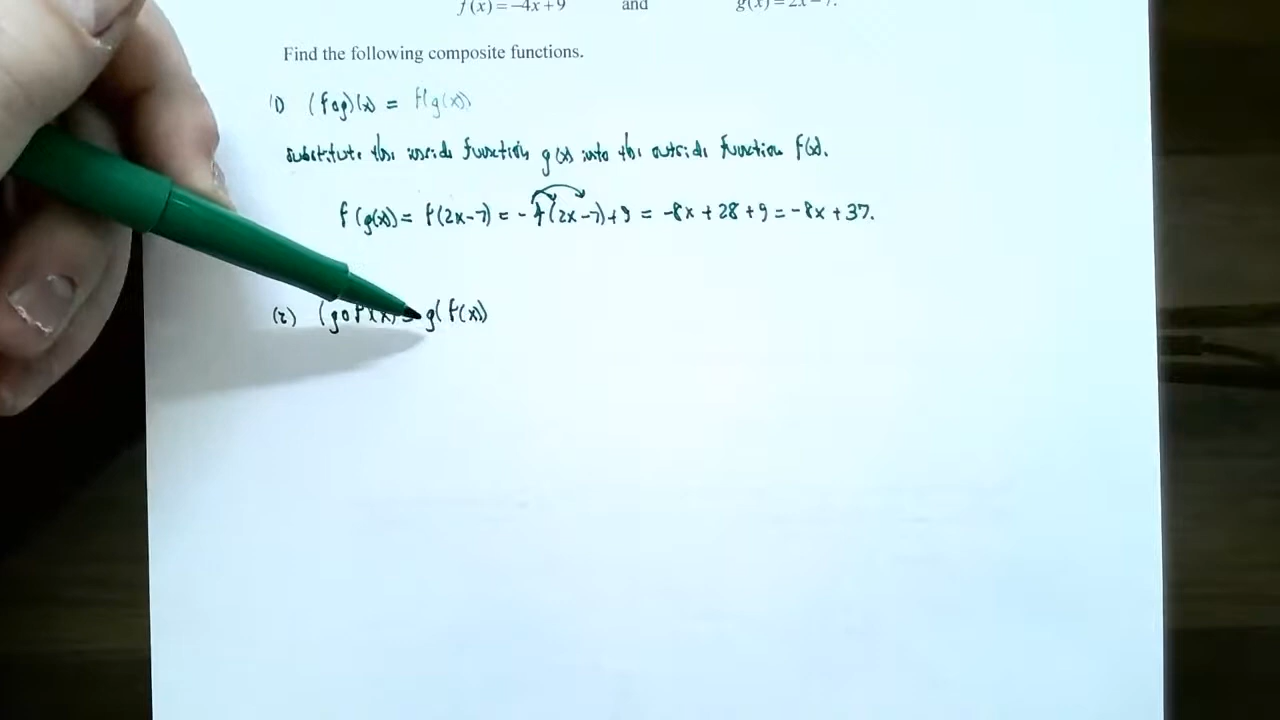 f(x) = -4x + 9 and g(x) = 2x - 7.
Find the following composite functions.
1) (f∘g)(x) = f(g(x))
substitute the inside function g(x) into the outside function f(x).
f(g(x)) = f(2x-7) = -4(2x-7)+9 = -8x + 28 + 9 = -8x + 37.
(2) (g∘f)(x) = g(f(x))